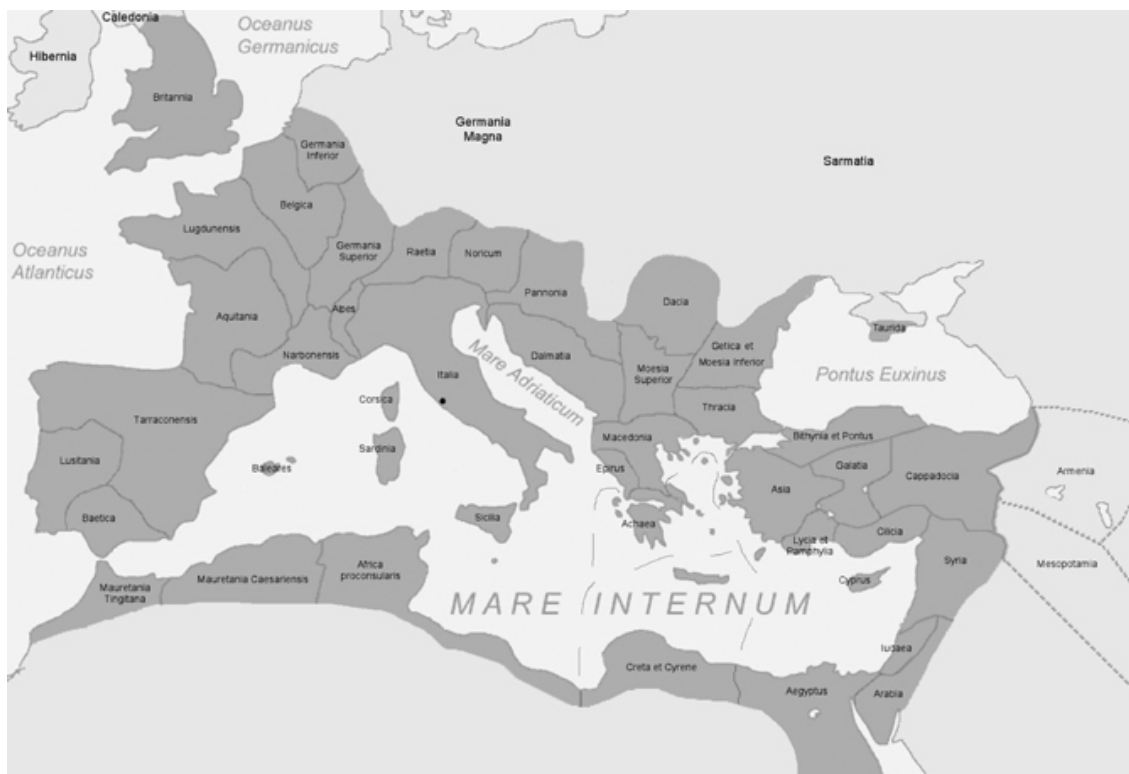 Caledonia
Oceanus
Germanicus
Hibernia
Britannia
Germania
Magna
Germania
Inferior
Sarmatia
Belgica
Lugdunensis
Oceanus
Atlanticus
Germania
Superior
Raetia
Noricum
Pannonia
Dacia
Alpes
Aquitania
Taurida
Narbonensis
Dalmatia
Getica et
Moesia Inferior
Mare Adriaticum
Moesia
Superior
Pontus Euxinus
Italia
Corsica
Thracia
Tarraconensis
Macedonia
Bithynia et Pontus
Sardinia
Lusitania
Baleares
Epirus
Galatia
Cappadocia
Armenia
Asia
Baetica
Sicilia
Achaea
Cilicia
Lycia et
Pamphylia
Syria
Mesopotamia
Africa
proconsularis
Mauretania Caesariensis
Mauretania
Tingitana
Cyprus
MARE INTERNUM
Iudaea
Creta et Cyrene
Aegyptus
Arabia